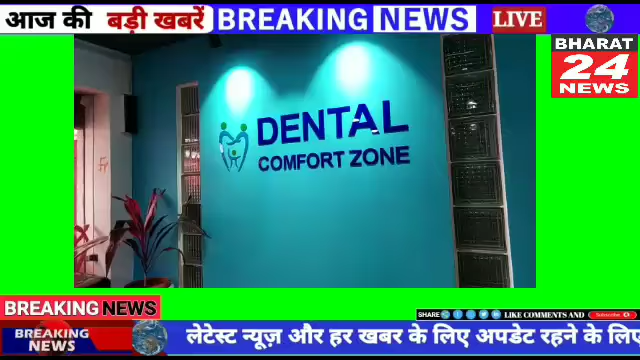 आज की बड़ी खबरें BREAKING NEWS LIVE
BHARAT
24
NEWS
DENTAL
COMFORT ZONE
BREAKING NEWS
SHARE LIKE COMMENTS AND Subscribe
BREAKING
NEWS
लेटेस्ट न्यूज़ और हर खबर के लिए अपडेट रहने के लिए